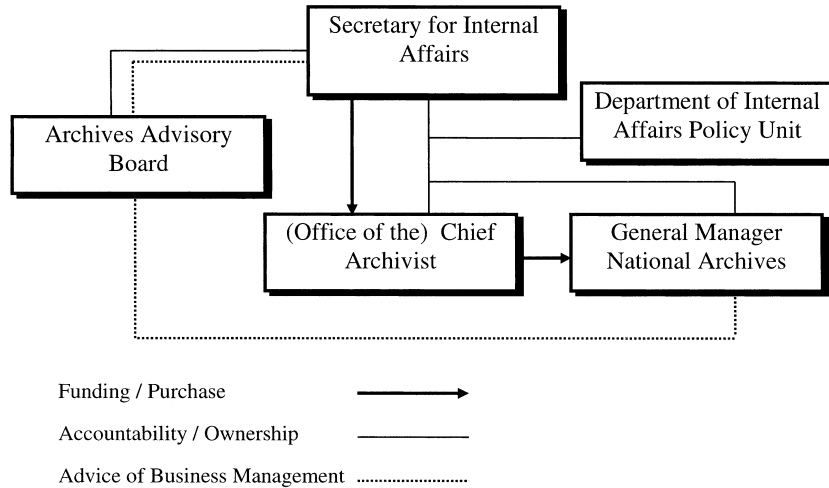 Secretary for Internal
Affairs
Department of Internal
Affairs Policy Unit
Archives Advisory
Board
(Office of the) Chief
Archivist
General Manager
National Archives
Funding / Purchase
Accountability / Ownership
Advice of Business Management